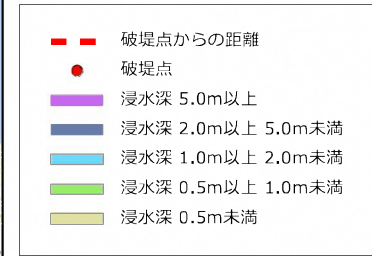 破堤点からの距離
破堤点
浸水深 5.0m以上
浸水深 2.0m以上 5.0m未満
浸水深 1.0m以上 2.0m未満
浸水深 0.5m以上 1.0m未満
浸水深 0.5m未満